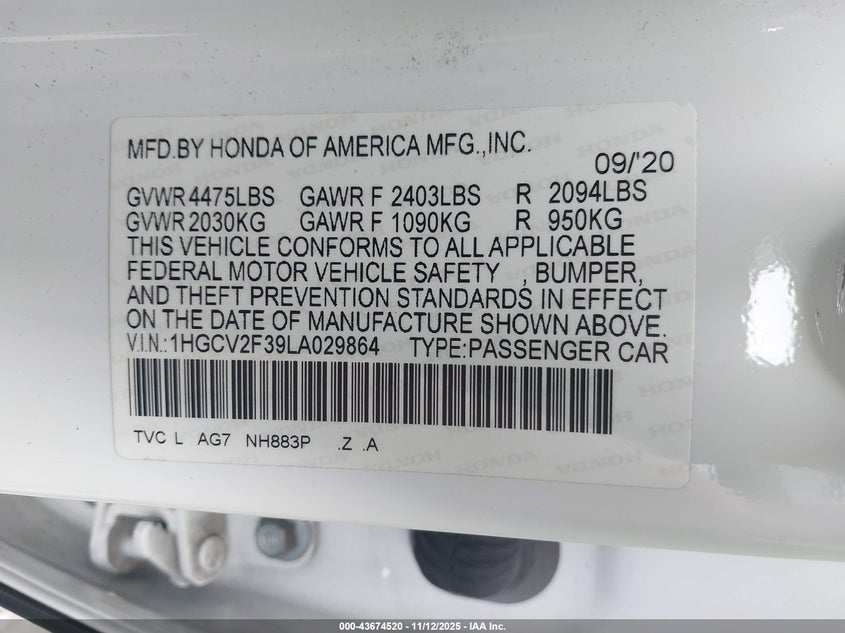 MFD.BY HONDA OF AMERICA MFG.,INC.
09/'20
GVWR 4475LBS GAWR F 2403LBS R 2094LBS
GVWR 2030KG GAWR F 1090KG R 950KG
THIS VEHICLE CONFORMS TO ALL APPLICABLE
FEDERAL MOTOR VEHICLE SAFETY , BUMPER,
AND THEFT PREVENTION STANDARDS IN EFFECT
ON THE DATE OF MANUFACTURE SHOWN ABOVE.
V.I.N.:1HGCV2F39LA029864 TYPE:PASSENGER CAR
TVC L AG7 NH883P .Z .A
000-43674520 - 11/12/2025 - IAA Inc.